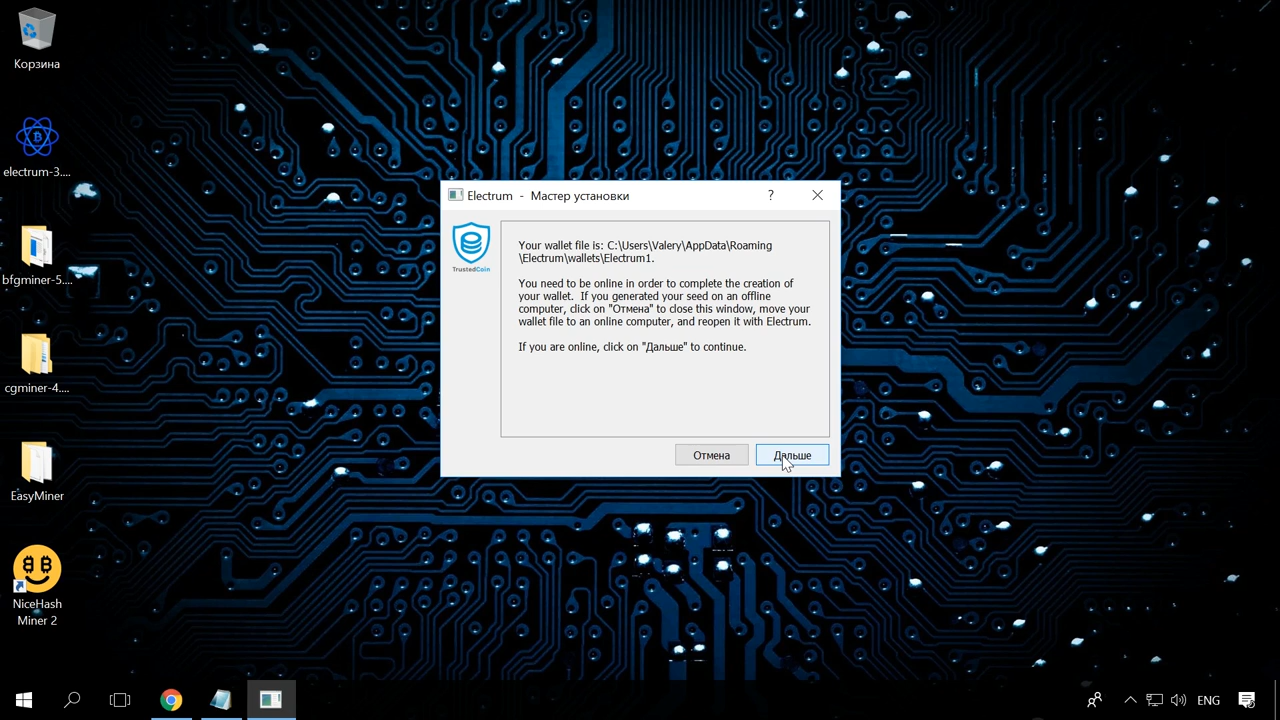 Корзина
electrum-3....
bfgminer-5....
cgminer-4....
EasyMiner
NiceHash
Miner 2
Electrum - Мастер установки
?
TrustedCoin
Your wallet file is: C:\Users\Valery\AppData\Roaming
\Electrum\wallets\Electrum1.
You need to be online in order to complete the creation of
your wallet. If you generated your seed on an offline
computer, click on "Отмена" to close this window, move your
wallet file to an online computer, and reopen it with Electrum.
If you are online, click on "Дальше" to continue.
Отмена
Дальше
ENG